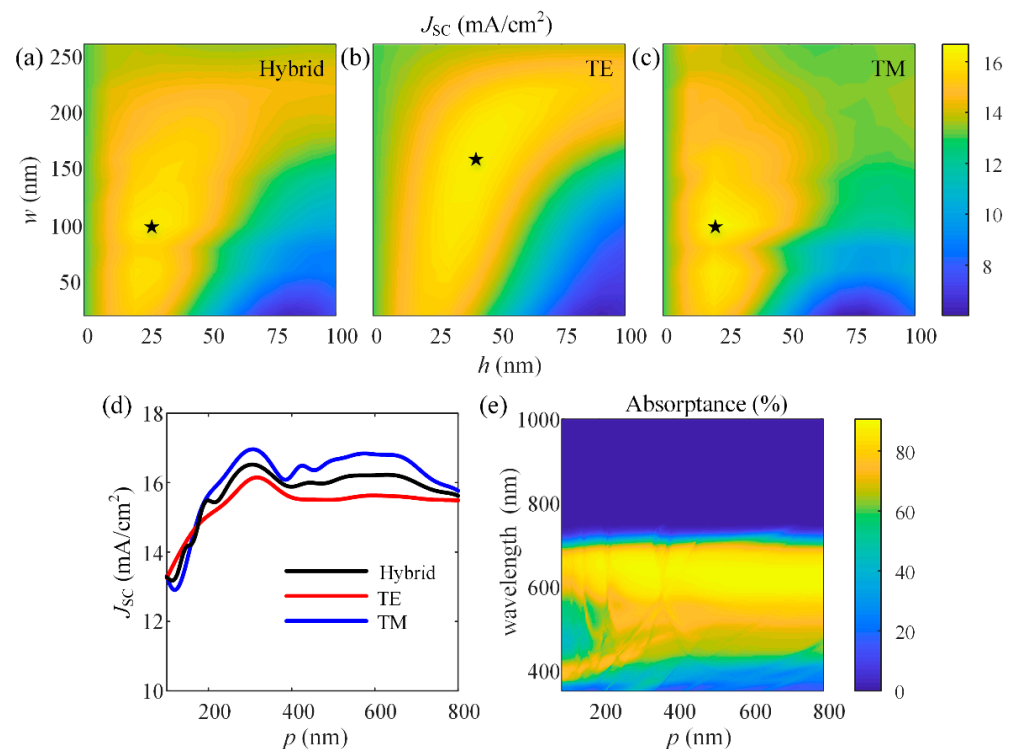 J_SC (mA/cm²)
(a) Hybrid (b) TE (c) TM
w (nm)
250
200
150
100
50
0 25 50 75 100
0 25 50 75 100
0 25 50 75 100
h (nm)
16
14
12
10
8
(d)
J_SC (mA/cm²)
18
16
14
12
10
Hybrid
TE
TM
200 400 600 800
p (nm)
(e) Absorptance (%)
wavelength (nm)
1000
800
600
400
200 400 600 800
p (nm)
80
60
40
20
0